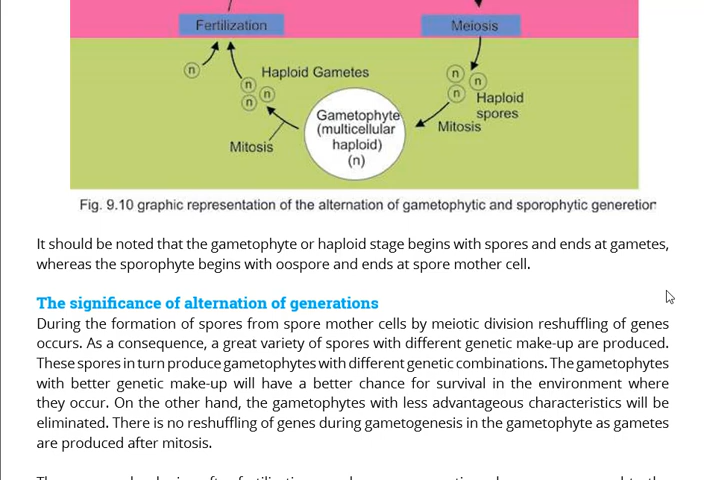 Fertilization
Meiosis
n
Haploid Gametes
n
n
n
n
n
n
Haploid
spores
Gametophyte
(multicellular
haploid)
(n)
Mitosis
Mitosis
Fig. 9.10 graphic representation of the alternation of gametophytic and sporophytic generetion
It should be noted that the gametophyte or haploid stage begins with spores and ends at gametes,
whereas the sporophyte begins with oospore and ends at spore mother cell.
The significance of alternation of generations
During the formation of spores from spore mother cells by meiotic division reshuffling of genes
occurs. As a consequence, a great variety of spores with different genetic make-up are produced.
These spores in turn produce gametophytes with different genetic combinations. The gametophytes
with better genetic make-up will have a better chance for survival in the environment where
they occur. On the other hand, the gametophytes with less advantageous characteristics will be
eliminated. There is no reshuffling of genes during gametogenesis in the gametophyte as gametes
are produced after mitosis.